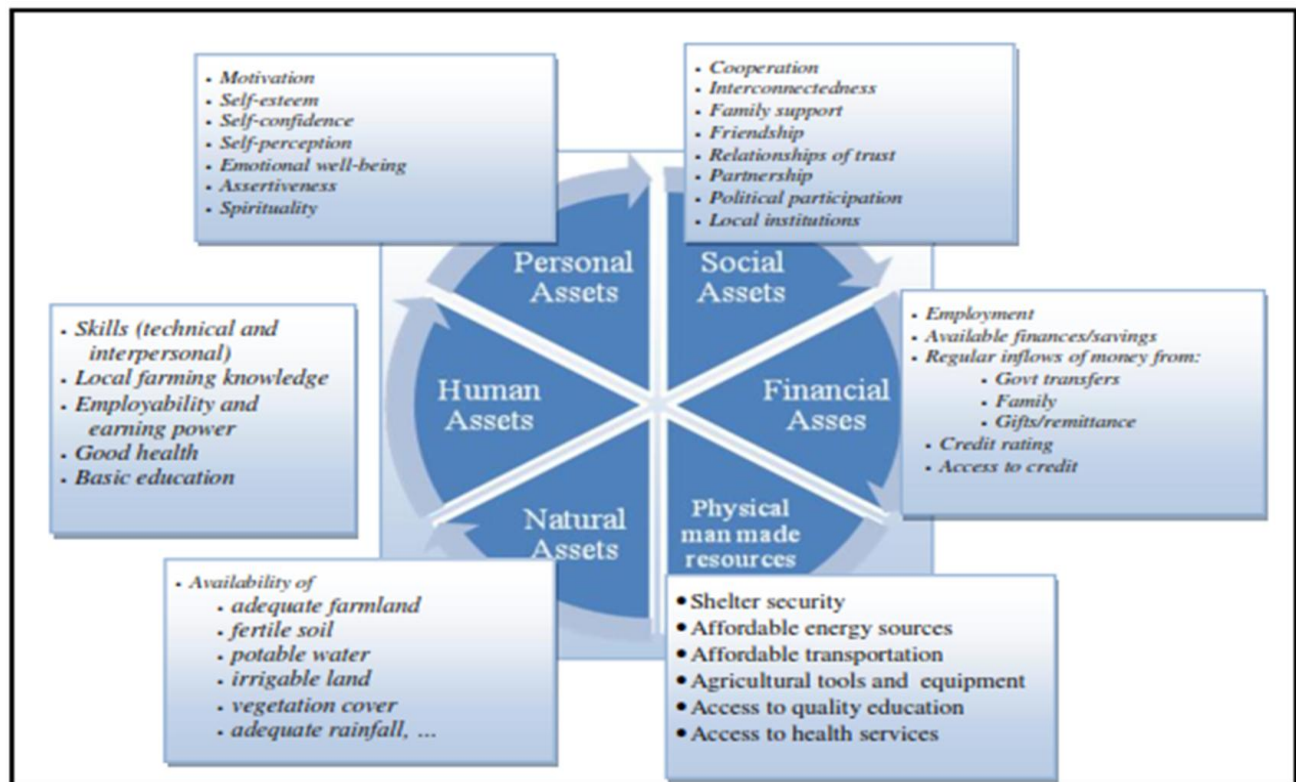 • Motivation
• Self-esteem
• Self-confidence
• Self-perception
• Emotional well-being
• Assertiveness
• Spirituality
• Cooperation
• Interconnectedness
• Family support
• Friendship
• Relationships of trust
• Partnership
• Political participation
• Local institutions
Personal
Assets
Social
Assets
• Skills (technical and
interpersonal)
• Local farming knowledge
• Employability and
earning power
• Good health
• Basic education
Human
Assets
Financial
Asses
• Employment
• Available finances/savings
• Regular inflows of money from:
• Govt transfers
• Family
• Gifts/remittance
• Credit rating
• Access to credit
Natural
Assets
Physical
man made
resources
• Availability of
• adequate farmland
• fertile soil
• potable water
• irrigable land
• vegetation cover
• adequate rainfall, ...
• Shelter security
• Affordable energy sources
• Affordable transportation
• Agricultural tools and equipment
• Access to quality education
• Access to health services